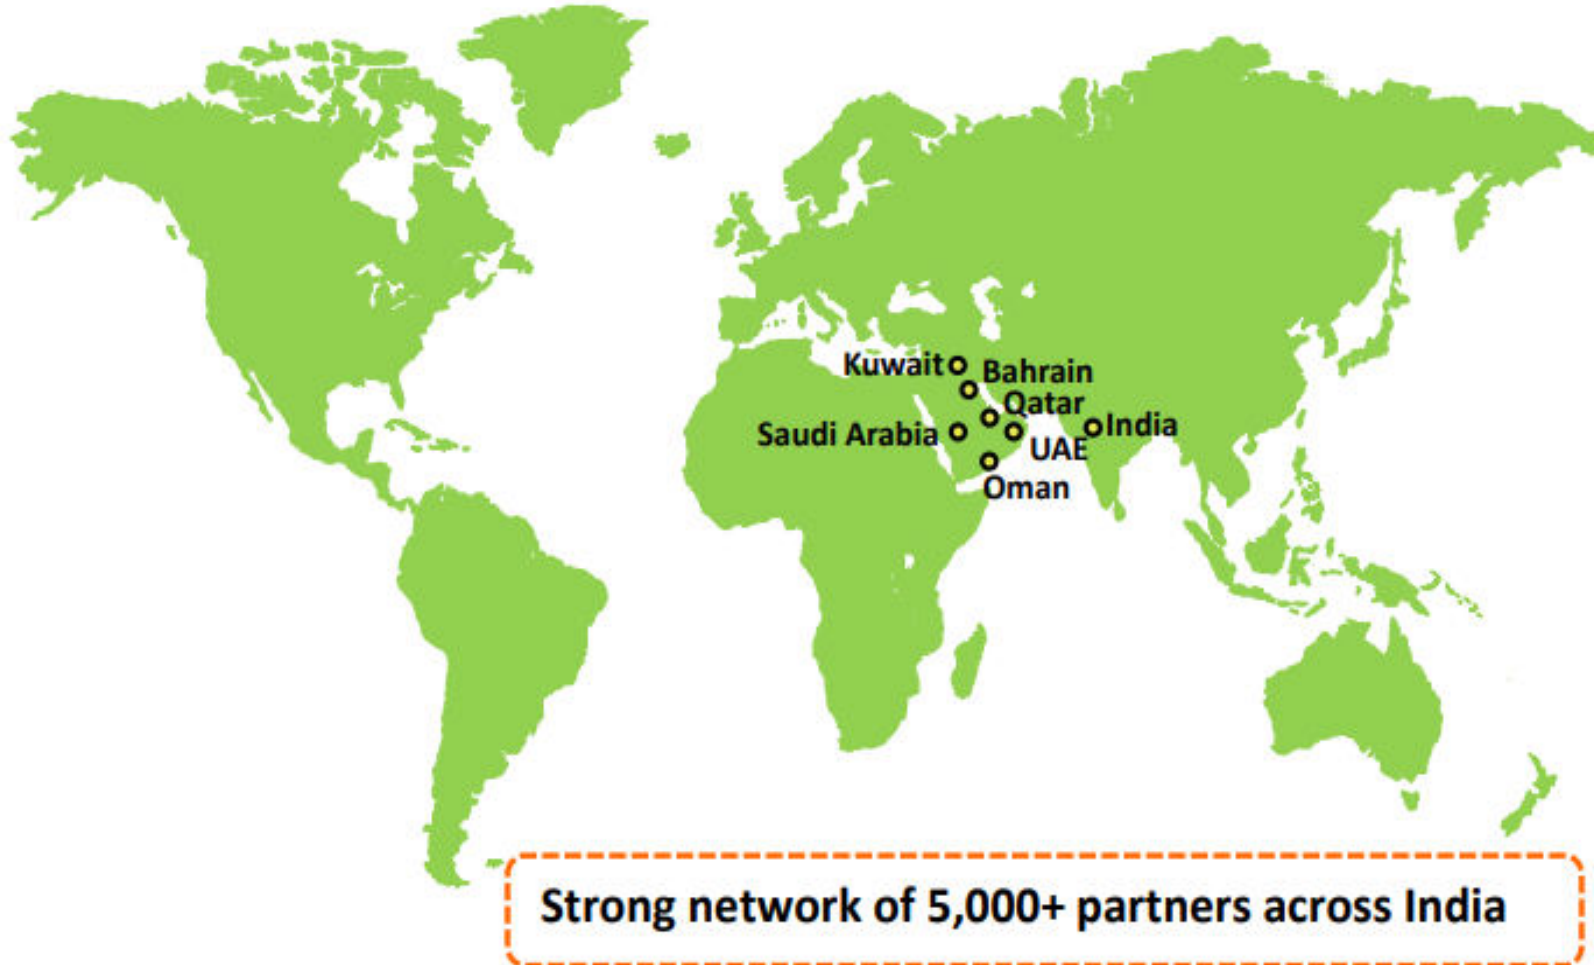 Kuwait
Bahrain
Qatar
Saudi Arabia
India
UAE
Oman
Strong network of 5,000+ partners across India